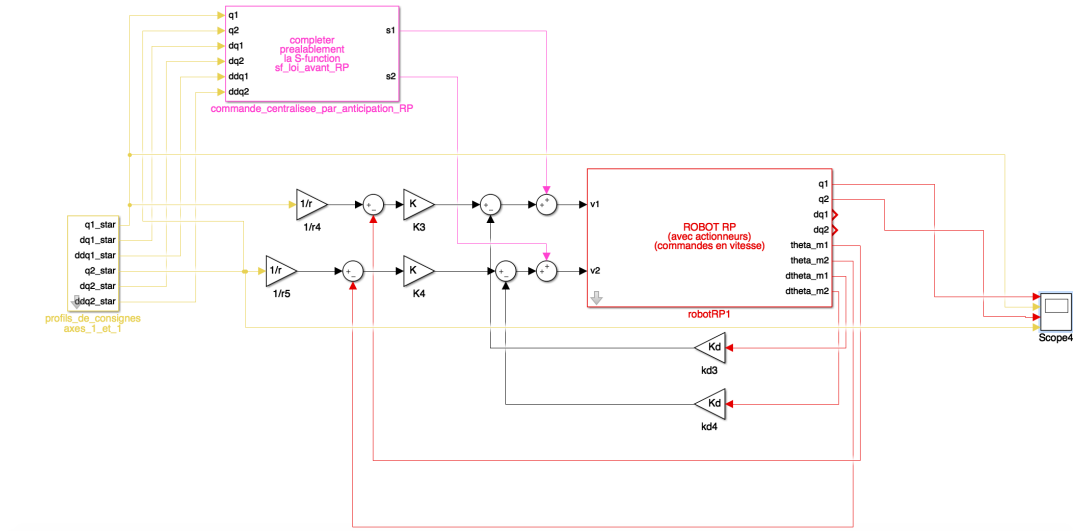 q1
q2
dq1
dq2
ddq1
ddq2
completer
prealablement
la S-function
sf_loi_avant_RP
s1
s2
commande_centralisee_par_anticipation_RP
q1_star
dq1_star
ddq1_star
q2_star
dq2_star
ddq2_star
profils_de_consignes
axes_1_et_1
1/r
1/r4
K
K3
1/r
1/r5
K
K4
v1
v2
ROBOT RP
(avec actionneurs)
(commandes en vitesse)
q1
q2
dq1
dq2
theta_m1
theta_m2
dtheta_m1
dtheta_m2
robotRP1
Kd
kd3
Kd
kd4
Scope4